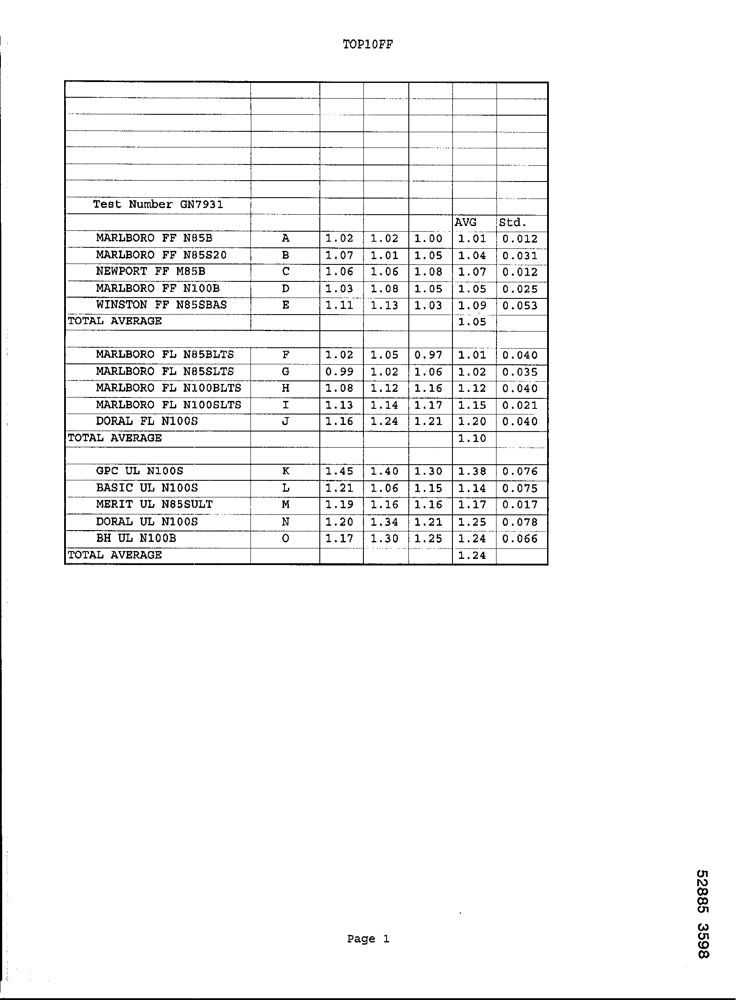 TOP10FF
Test Number GN7931
AVG Std.
MARLBORO FF N85B A 1.02 1.02 1.00 1.01 0.012
MARLBORO FF N85S20 B 1.07 1.01 1.05 1.04 0.031
NEWPORT FF M85B C 1.06 1.06 1.08 1.07 0.012
MARLBORO FF N100B D 1.03 1.08 1.05 1.05 0.025
WINSTON FF N85SBAS E 1.11 1.13 1.03 1.09 0.053
TOTAL AVERAGE 1.05
MARLBORO FL N85BLTS F 1.02 1.05 0.97 1.01 0.040
MARLBORO FL N85SLTS G 0.99 1.02 1.06 1.02 0.035
MARLBORO FL N100BLTS H 1.08 1.12 1.16 1.12 0.040
MARLBORO FL N100SLTS I 1.13 1.14 1.17 1.15 0.021
DORAL FL N100S J 1.16 1.24 1.21 1.20 0.040
TOTAL AVERAGE 1.10
GPC UL N100S K 1.45 1.40 1.30 1.38 0.076
BASIC UL N100S L 1.21 1.06 1.15 1.14 0.075
MERIT UL N85SULT M 1.19 1.16 1.16 1.17 0.017
DORAL UL N100S N 1.20 1.34 1.21 1.25 0.078
BH UL N100B O 1.17 1.30 1.25 1.24 0.066
TOTAL AVERAGE 1.24
Page 1
52885 3598